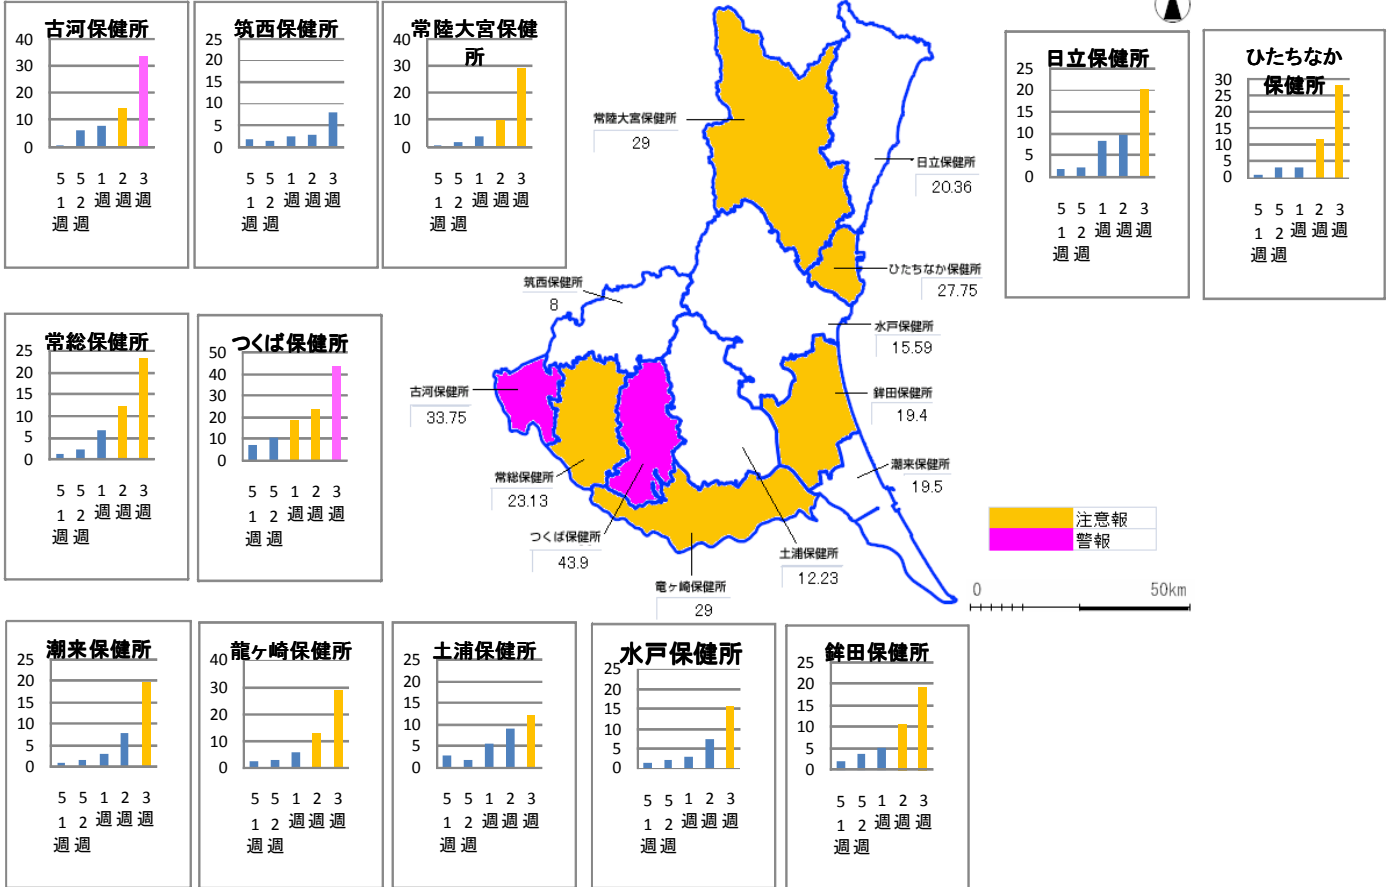 古河保健所
40
30
20
10
0
51週
52週
1週
2週
3週
筑西保健所
25
20
15
10
5
0
51週
52週
1週
2週
3週
常陸大宮保健
所
40
30
20
10
0
51週
52週
1週
2週
3週
日立保健所
25
20
15
10
5
0
51週
52週
1週
2週
3週
ひたちなか
保健所
30
25
20
15
10
5
0
51週
52週
1週
2週
3週
常陸大宮保健所
29
日立保健所
20.36
ひたちなか保健所
27.75
筑西保健所
8
水戸保健所
15.59
古河保健所
33.75
鉾田保健所
19.4
常総保健所
23.13
潮来保健所
19.5
つくば保健所
43.9
土浦保健所
12.23
竜ヶ崎保健所
29
注意報
警報
0
50km
常総保健所
25
20
15
10
5
0
51週
52週
1週
2週
3週
つくば保健所
50
40
30
20
10
0
51週
52週
1週
2週
3週
潮来保健所
25
20
15
10
5
0
51週
52週
1週
2週
3週
龍ヶ崎保健所
40
30
20
10
0
51週
52週
1週
2週
3週
土浦保健所
25
20
15
10
5
0
51週
52週
1週
2週
3週
水戸保健所
25
20
15
10
5
0
51週
52週
1週
2週
3週
鉾田保健所
25
20
15
10
5
0
51週
52週
1週
2週
3週